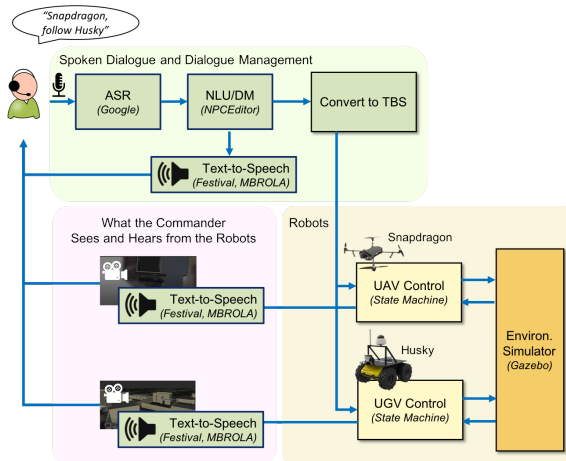 “Snapdragon,
follow Husky”
Spoken Dialogue and Dialogue Management
ASR
(Google)
NLU/DM
(NPCEditor)
Convert to TBS
Text-to-Speech
(Festival, MBROLA)
What the Commander
Sees and Hears from the Robots
Robots
Snapdragon
Text-to-Speech
(Festival, MBROLA)
UAV Control
(State Machine)
Environ.
Simulator
(Gazebo)
Husky
Text-to-Speech
(Festival, MBROLA)
UGV Control
(State Machine)